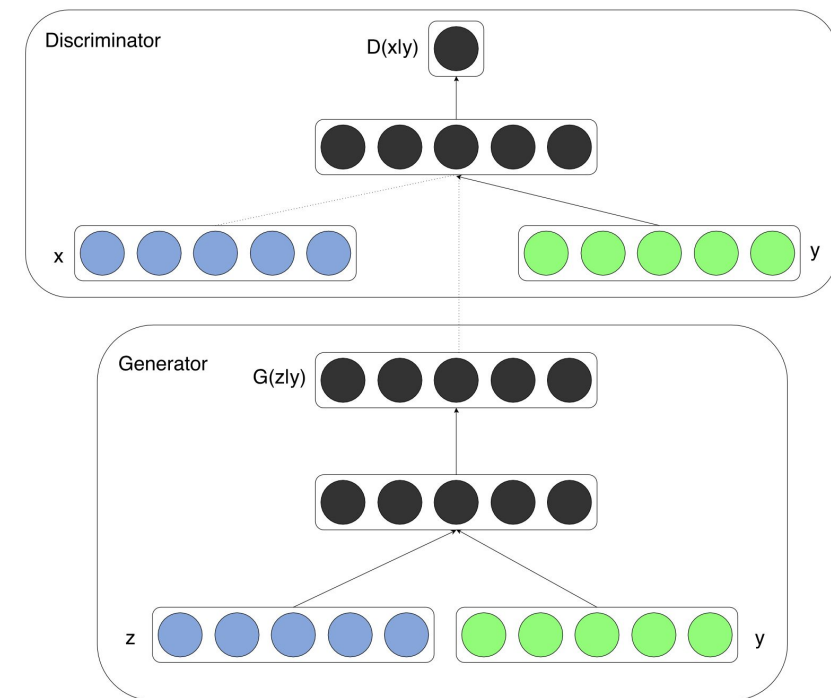 Discriminator
D(x|y)
x
y
Generator
G(z|y)
z
y